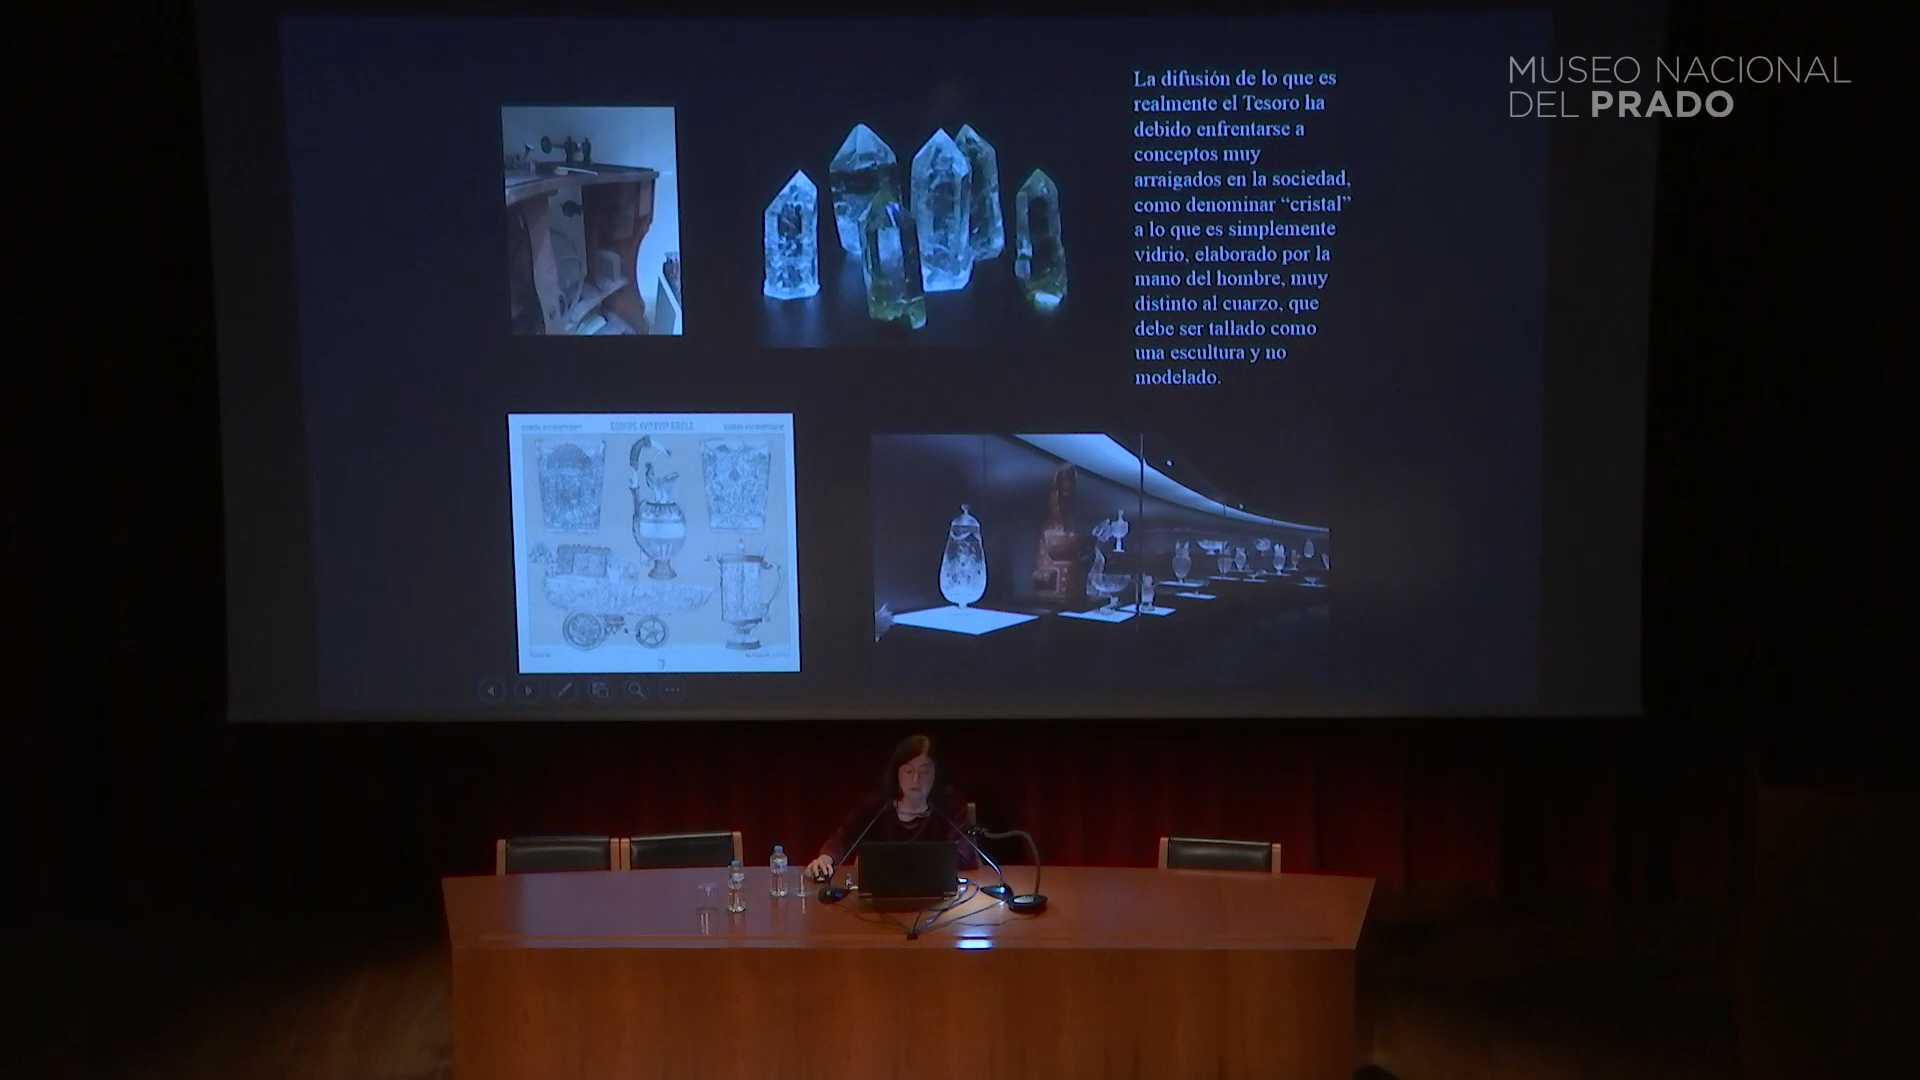 MUSEO NACIONAL
DEL PRADO
La difusión de lo que es
realmente el Tesoro ha
debido enfrentarse a
conceptos muy
arraigados en la sociedad,
como denominar “cristal”
a lo que es simplemente
vidrio, elaborado por la
mano del hombre, muy
distinto al cuarzo, que
debe ser tallado como
una escultura y no
modelado.